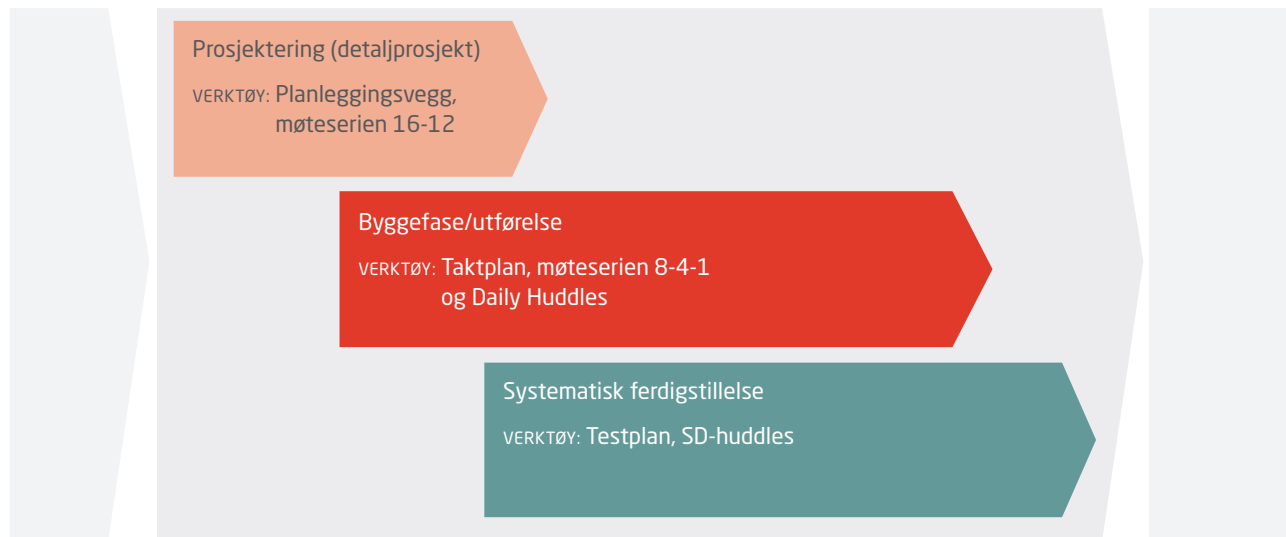 Prosjektering (detaljprosjekt)
VERKTØY: Planleggingsvegg,
møteserien 16-12
Byggefase/utførelse
VERKTØY: Taktplan, møteserien 8-4-1
og Daily Huddles
Systematisk ferdigstillelse
VERKTØY: Testplan, SD-huddles